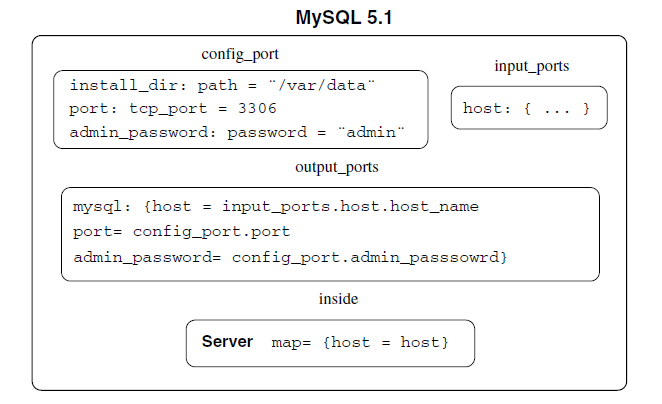 MySQL 5.1
config_port
install_dir: path = ¨/var/data¨
port: tcp_port = 3306
admin_password: password = ¨admin¨
input_ports
host: { ... }
output_ports
mysql: {host = input_ports.host.host_name
port= config_port.port
admin_password= config_port.admin_passsowrd}
inside
Server map= {host = host}